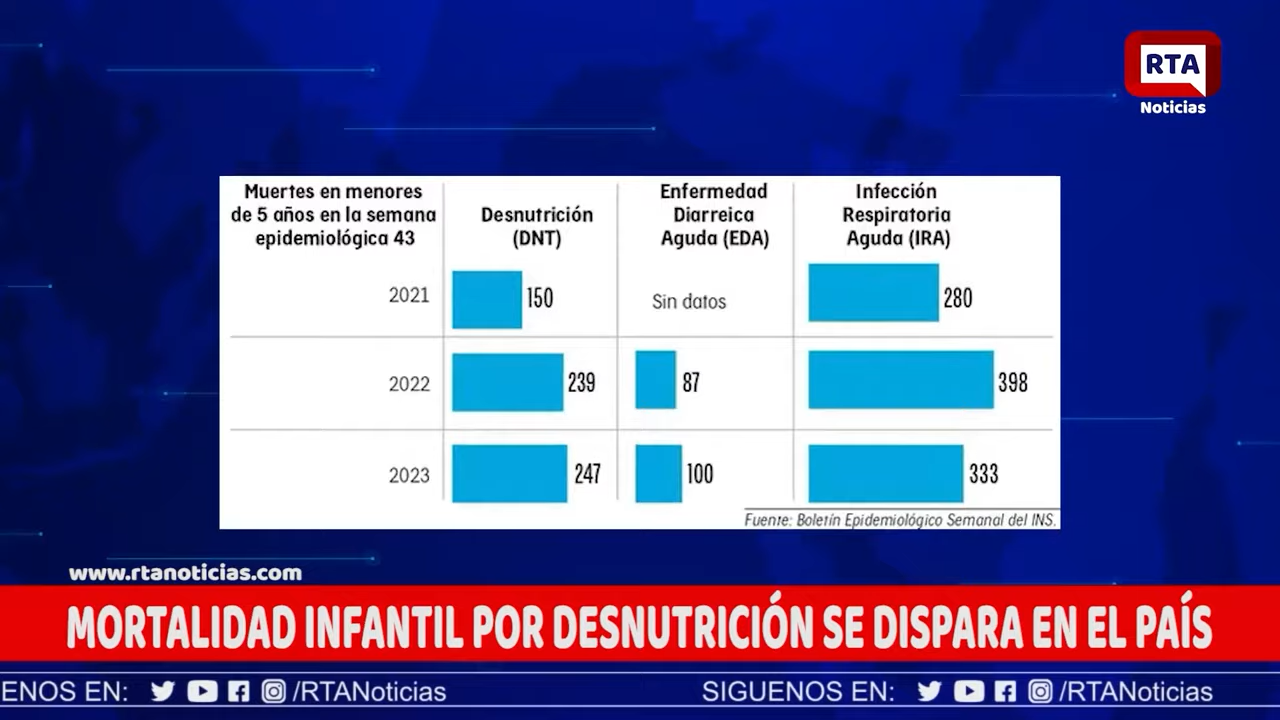 RTA
Noticias
Muertes en menores
de 5 años en la semana
epidemiológica 43
Desnutrición
(DNT)
Enfermedad
Diarreica
Aguda (EDA)
Infección
Respiratoria
Aguda (IRA)
2021
150
Sin datos
280
2022
239
87
398
2023
247
100
333
Fuente: Boletín Epidemiológico Semanal del INS.
www.rtanoticias.com
MORTALIDAD INFANTIL POR DESNUTRICIÓN SE DISPARA EN EL PAÍS
ENOS EN: /RTANoticias SIGUENOS EN: /RTANoticias